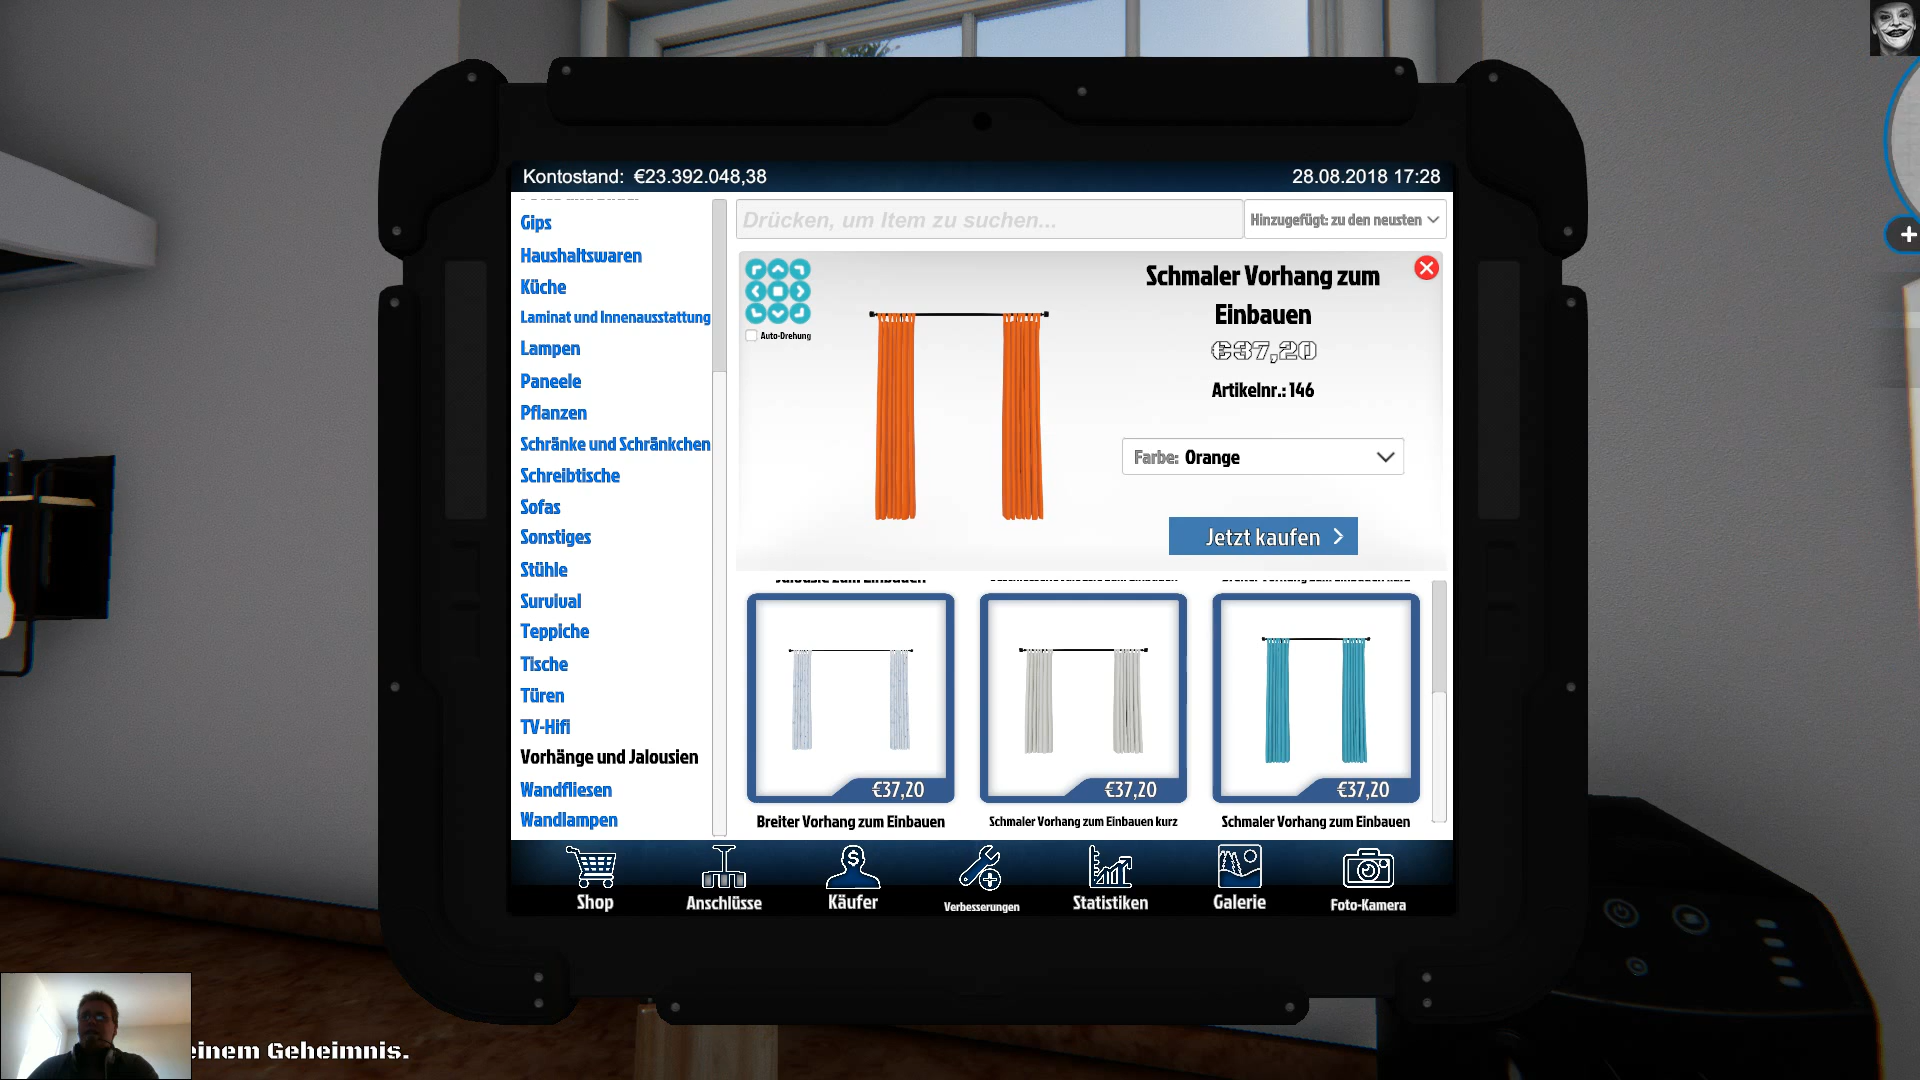 Kontostand: €23.392.048,38
28.08.2018 17:28
Gips
Haushaltswaren
Küche
Laminat und Innenausstattung
Lampen
Paneele
Pflanzen
Schränke und Schränkchen
Schreibtische
Sofas
Sonstiges
Stühle
Survival
Teppiche
Tische
Türen
TV-Hifi
Vorhänge und Jalousien
Wandfliesen
Wandlampen
Drücken, um Item zu suchen...
Hinzugefügt: zu den neusten
Auto-Drehung
Schmaler Vorhang zum
Einbauen
€37,20
Artikelnr.: 146
Farbe: Orange
Jetzt kaufen
Jalousie zum Einbauen
€37,20
€37,20
€37,20
Breiter Vorhang zum Einbauen
Schmaler Vorhang zum Einbauen kurz
Schmaler Vorhang zum Einbauen
Shop
Anschlüsse
Käufer
Verbesserungen
Statistiken
Galerie
Foto-Kamera
einem Geheimnis.